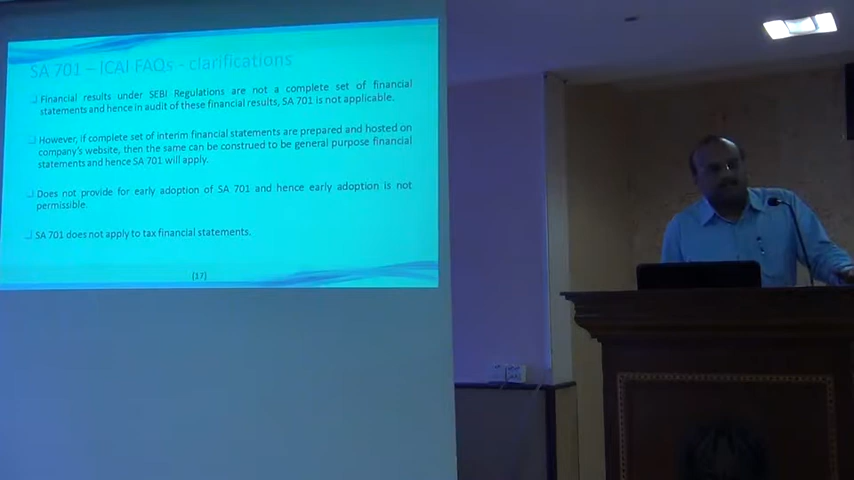 SA 701 – ICAI FAQs - clarifications
Financial results under SEBI Regulations are not a complete set of financial
statements and hence in audit of these financial results, SA 701 is not applicable.
However, if complete set of interim financial statements are prepared and hosted on
company's website, then the same can be construed to be general purpose financial
statements and hence SA 701 will apply.
Does not provide for early adoption of SA 701 and hence early adoption is not
permissible.
SA 701 does not apply to tax financial statements.
[17]